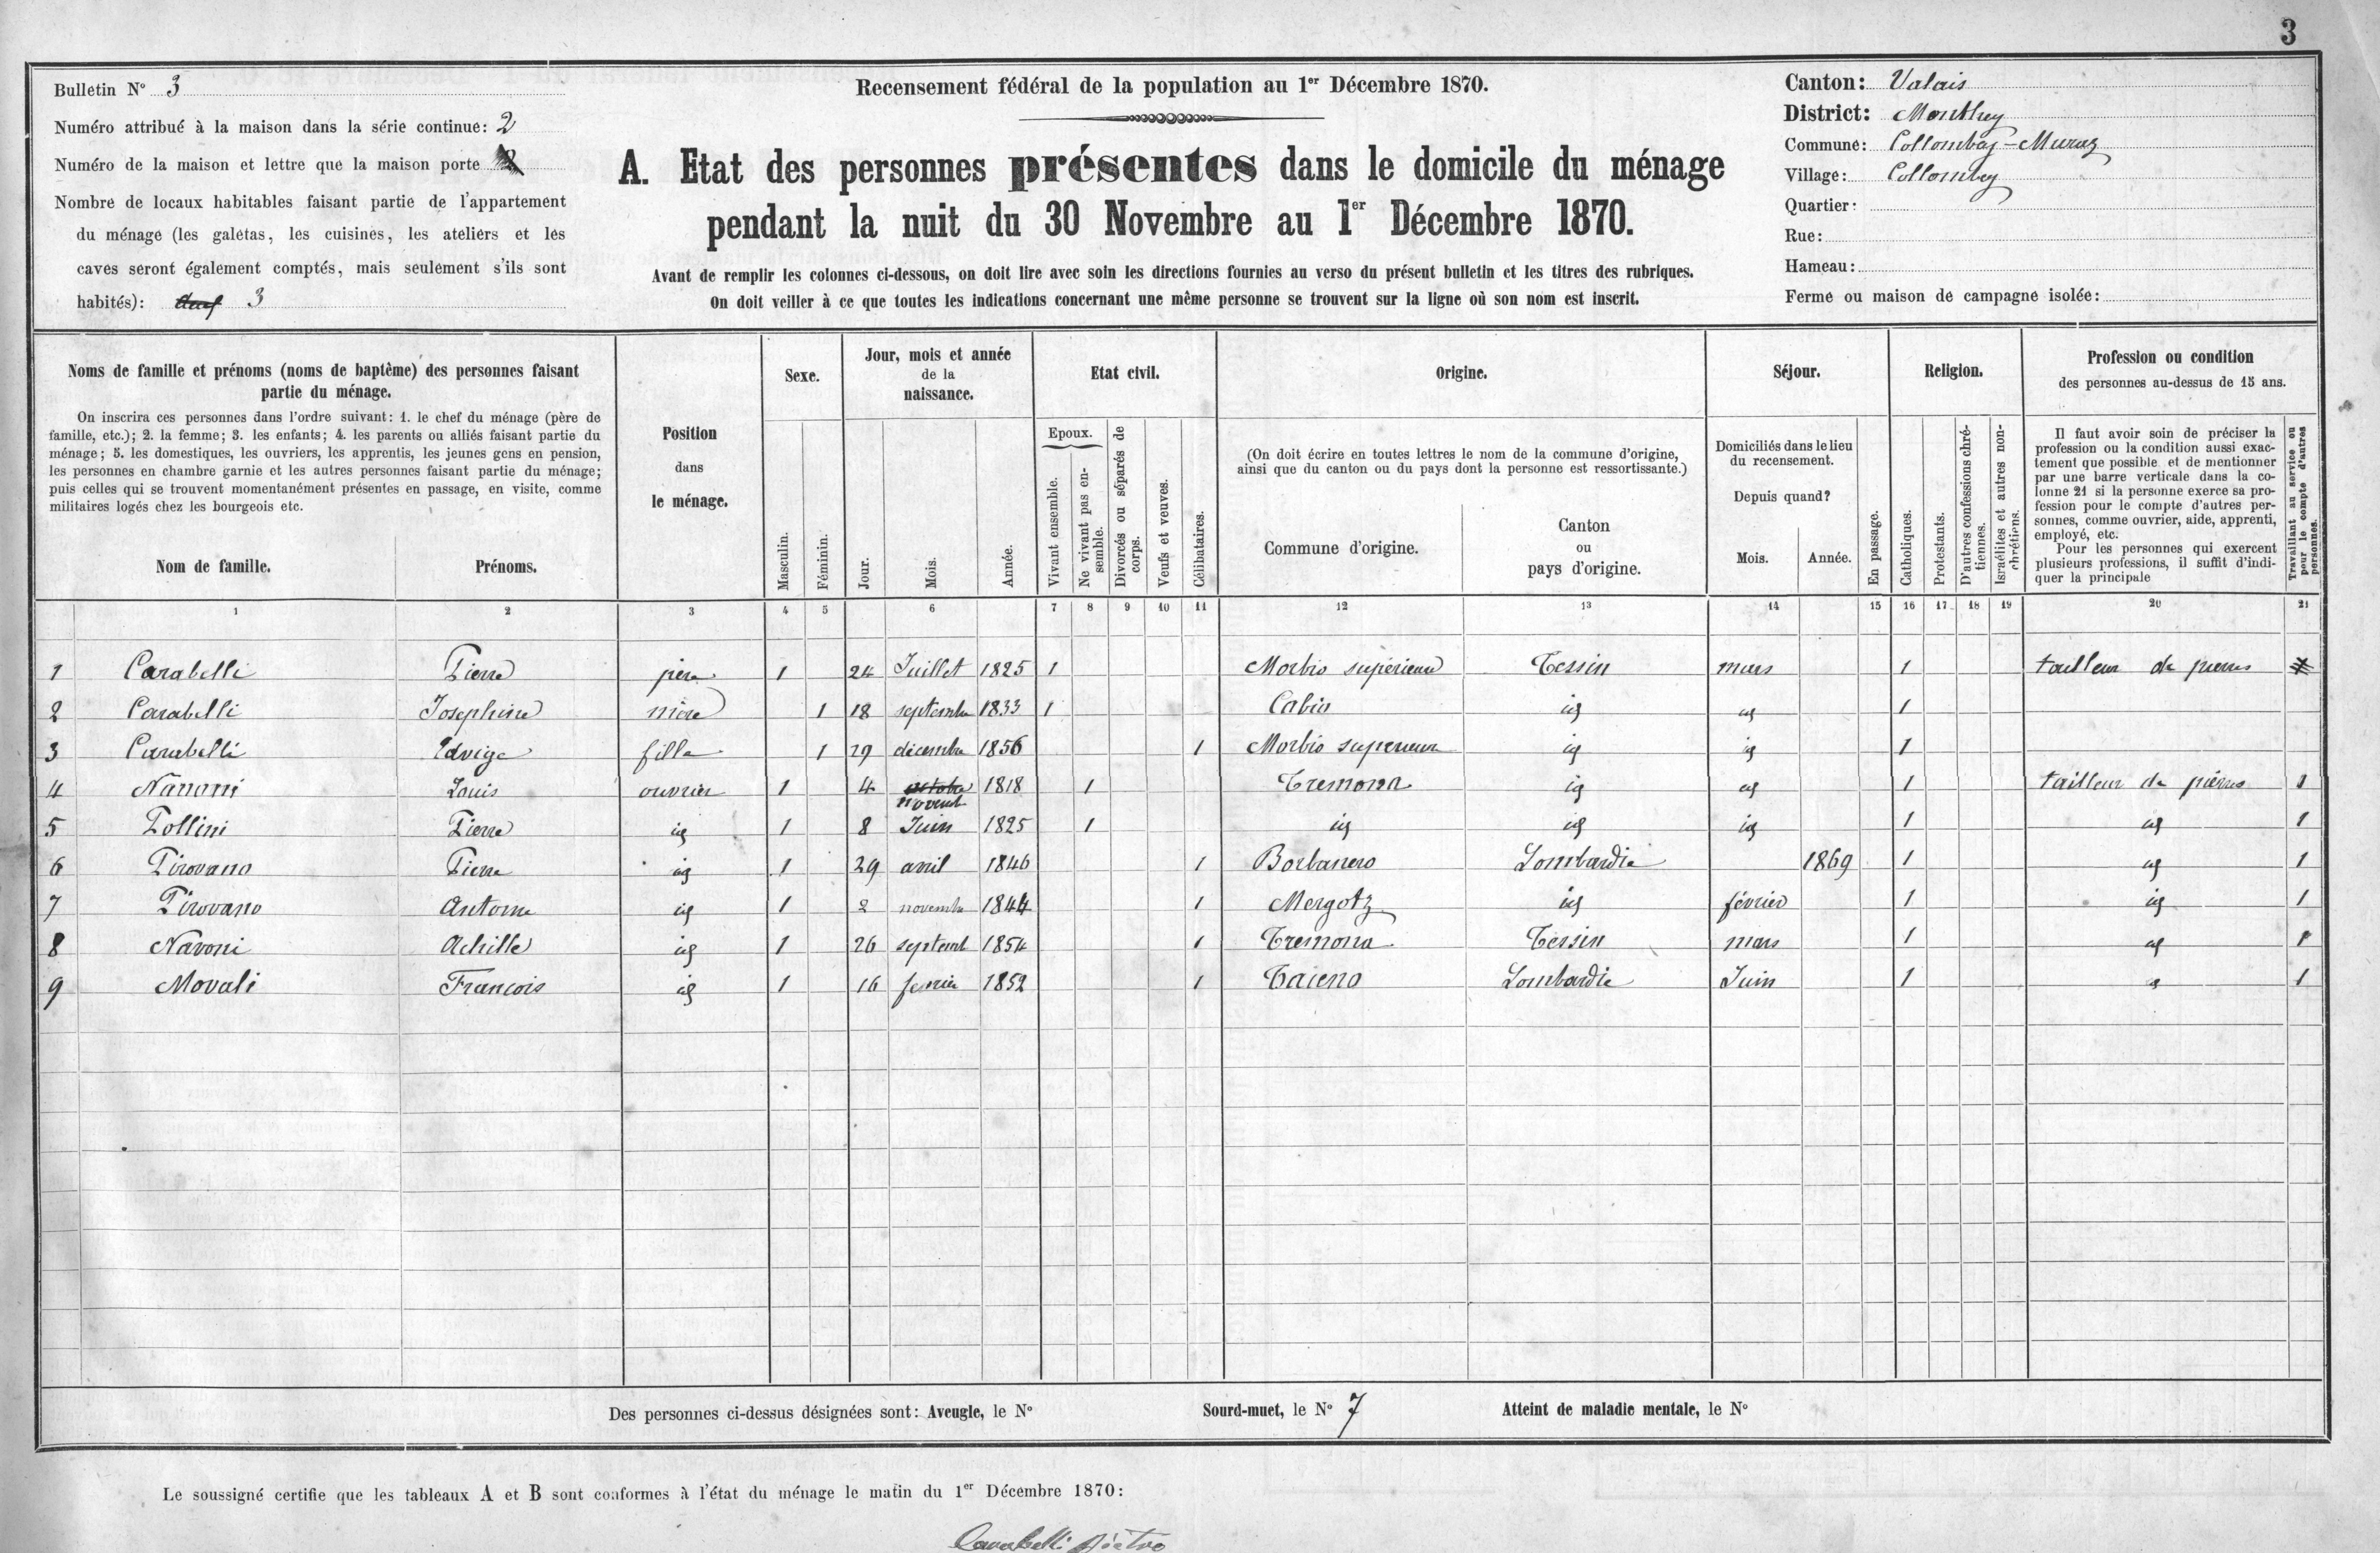 3
Bulletin N° 3
Numéro attribué à la maison dans la série continue: 2
Numéro de la maison et lettre que la maison porte
Nombre de locaux habitables faisant partie de l'appartement
du ménage (les galetas, les cuisines, les ateliers et les
caves seront également comptés, mais seulement s'ils sont
habités): 3
Recensement fédéral de la population au 1er Décembre 1870.
A. Etat des personnes présentes dans le domicile du ménage
pendant la nuit du 30 Novembre au 1er Décembre 1870.
Avant de remplir les colonnes ci-dessous, on doit lire avec soin les directions fournies au verso du présent bulletin et les titres des rubriques.
On doit veiller à ce que toutes les indications concernant une même personne se trouvent sur la ligne où son nom est inscrit.
Canton: Valais
District: Monthey
Commune: Collombey-Muraz
Village: Collombey
Quartier:
Rue:
Hameau:
Ferme ou maison de campagne isolée:
Noms de famille et prénoms (noms de baptême) des personnes faisant
partie du ménage.
On inscrira ces personnes dans l'ordre suivant: 1. le chef du ménage (père de
famille, etc.); 2. la femme; 3. les enfants; 4. les parents ou alliés faisant partie du
ménage; 5. les domestiques, les ouvriers, les apprentis, les jeunes gens en pension,
les personnes en chambre garnie et les autres personnes faisant partie du ménage;
puis celles qui se trouvent momentanément présentes en passage, en visite, comme
militaires logés chez les bourgeois etc.
Nom de famille. Prénoms.
Position
dans
le ménage.
Sexe.
Masculin.
Féminin.
Jour, mois et année
de la
naissance.
Jour.
Mois.
Année.
Etat civil.
Epoux.
Vivant ensemble.
Ne vivant pas ensemble.
Divorcés ou séparés de corps.
Veufs et veuves.
Célibataires.
Origine.
(On doit écrire en toutes lettres le nom de la commune d'origine,
ainsi que du canton ou du pays dont la personne est ressortissante.)
Commune d'origine.
Canton
ou
pays d'origine.
Séjour.
Domiciliés dans le lieu
du recensement.
Depuis quand?
Mois. Année.
En passage.
Religion.
Catholiques.
Protestants.
D'autres confessions chrétiennes.
Israélites et autres non-chrétiens.
Profession ou condition
des personnes au-dessus de 15 ans.
Il faut avoir soin de préciser la
profession ou la condition aussi exac-
tement que possible et de mentionner
par une barre verticale dans la co-
lonne 21 si la personne exerce sa pro-
fession pour le compte d'autres per-
sonnes, comme ouvrier, aide, apprenti,
employé, etc.
Pour les personnes qui exercent
plusieurs professions, il suffit d'indi-
quer la principale
Travaillant au service ou pour le compte d'autres personnes.
1 2 3 4 5 6 7 8 9 10 11 12 13 14 15 16 17 18 19 20 21
1 Carabelli Pierre père 1 24 Juillet 1825 1 Morbio supérieur Tessin mars 1 tailleur de pierres
2 Carabelli Josephine mère 1 18 septembre 1833 1 Cabio id id 1
3 Carabelli Edvige fille 1 29 décembre 1856 1 Morbio superieur id id 1
4 Nanoni Louis ouvrier 1 4 novemb 1818 1 Tremona id id 1 tailleur de pierres 1
5 Pollini Pierre id 1 8 Juin 1825 1 id id id 1 id 1
6 Pirovano Pierre id 1 29 avril 1846 1 Borbanero Lombardie 1869 1 id 1
7 Pirovano Antoine id 1 2 novembre 1844 1 Mergotz id février 1 id 1
8 Navoni Achille id 1 26 septemb 1854 1 Tremona Tessin mars 1 id 1
9 Movali François id 1 16 fevrier 1852 1 Taieno Lombardie Juin 1 id 1
Des personnes ci-dessus désignées sont: Aveugle, le N° Sourd-muet, le N° 7 Atteint de maladie mentale, le N°
Le soussigné certifie que les tableaux A et B sont conformes à l'état du ménage le matin du 1er Décembre 1870:
Carabelli Pietro